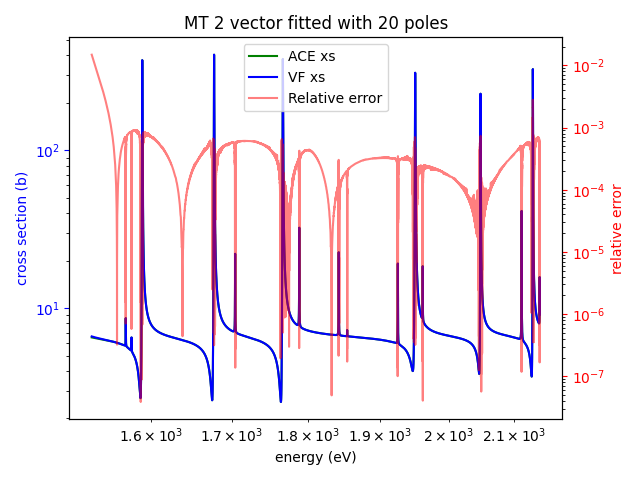 MT 2 vector fitted with 20 poles
ACE xs
VF xs
Relative error
cross section (b)
10²
10¹
relative error
10⁻²
10⁻³
10⁻⁴
10⁻⁵
10⁻⁶
10⁻⁷
1.6 × 10³ 1.7 × 10³ 1.8 × 10³ 1.9 × 10³ 2 × 10³ 2.1 × 10³
energy (eV)